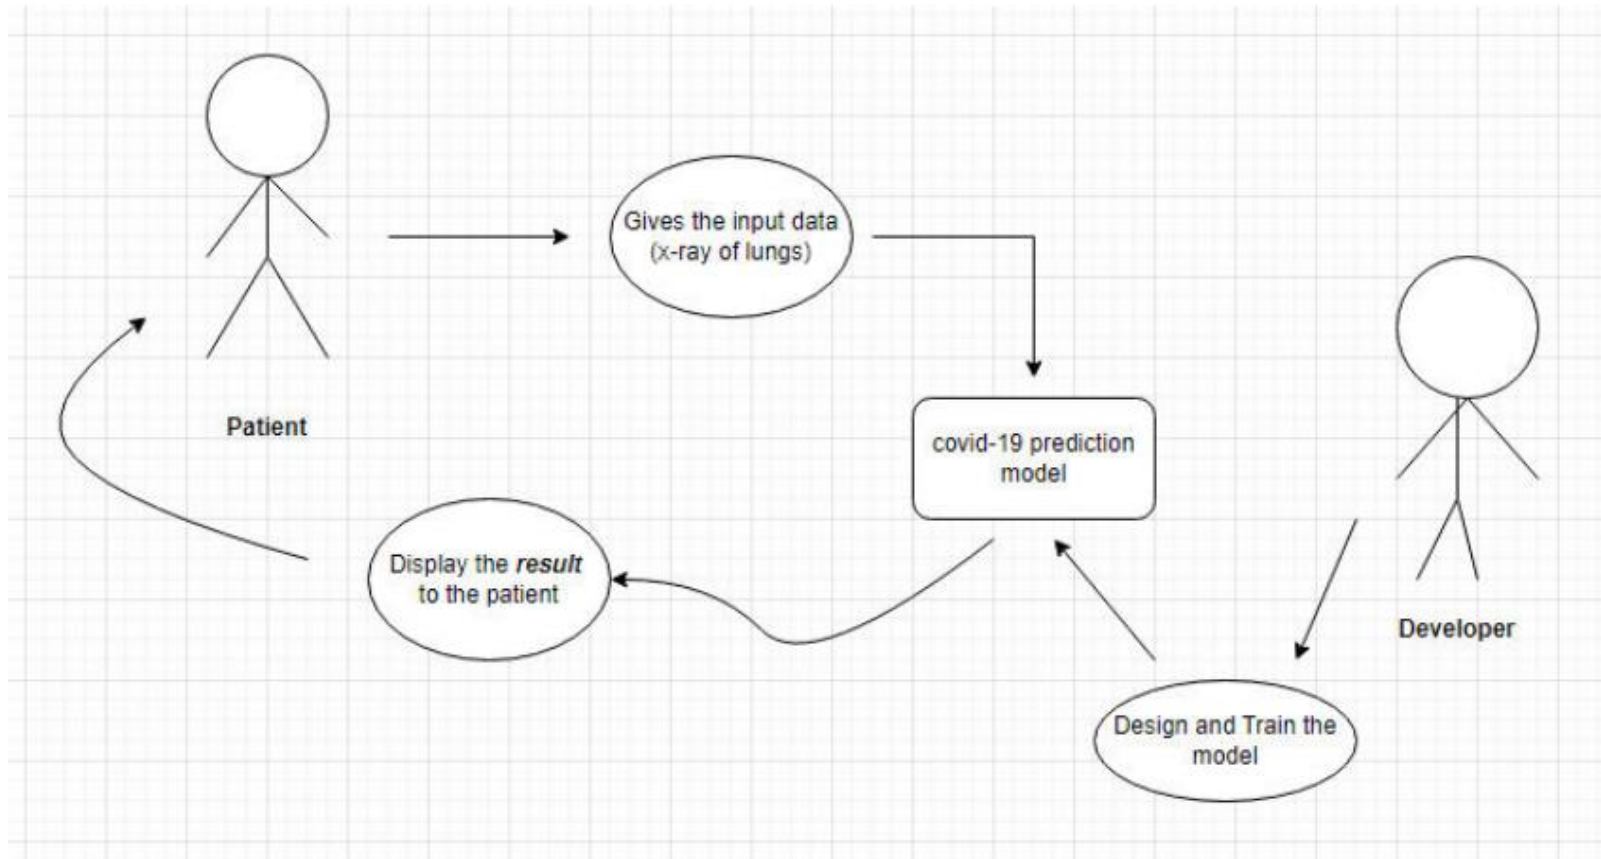 Gives the input data
(x-ray of lungs)
Patient
covid-19 prediction
model
Display the result
to the patient
Developer
Design and Train the
model